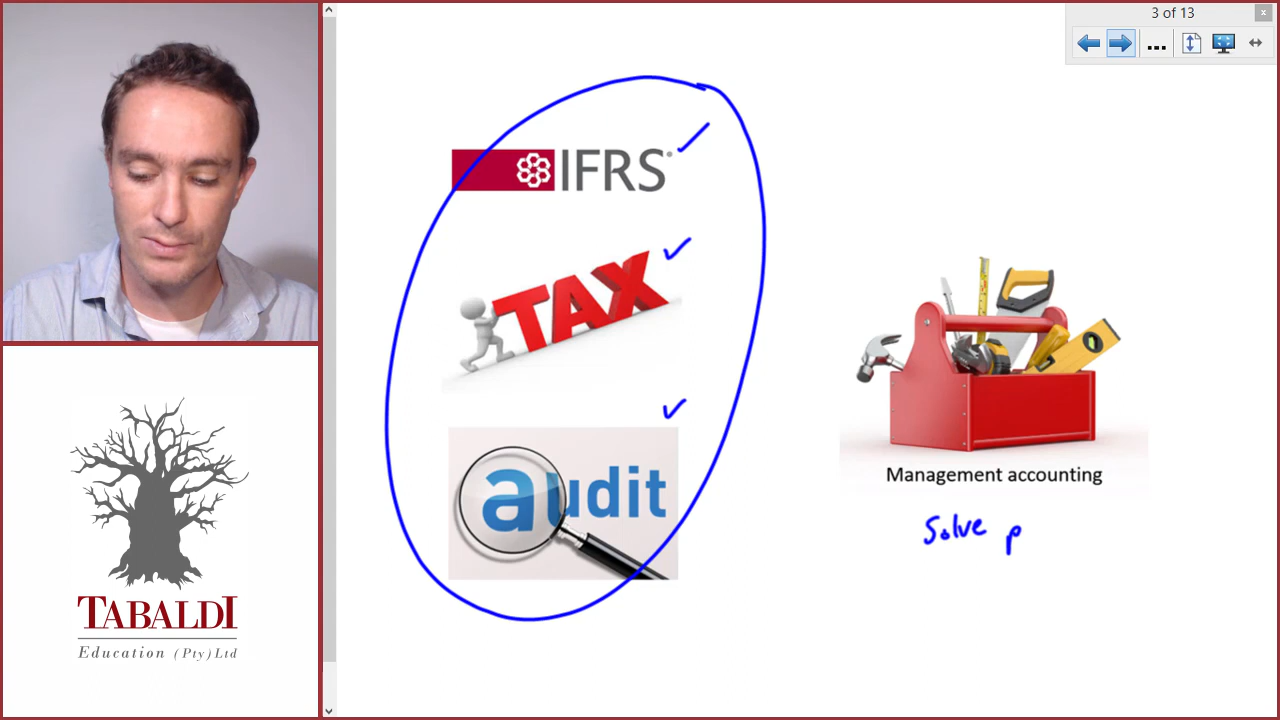 3 of 13
IFRS
TAX
audit
Management accounting
Solve p
TABALDI
Education (Pty) Ltd